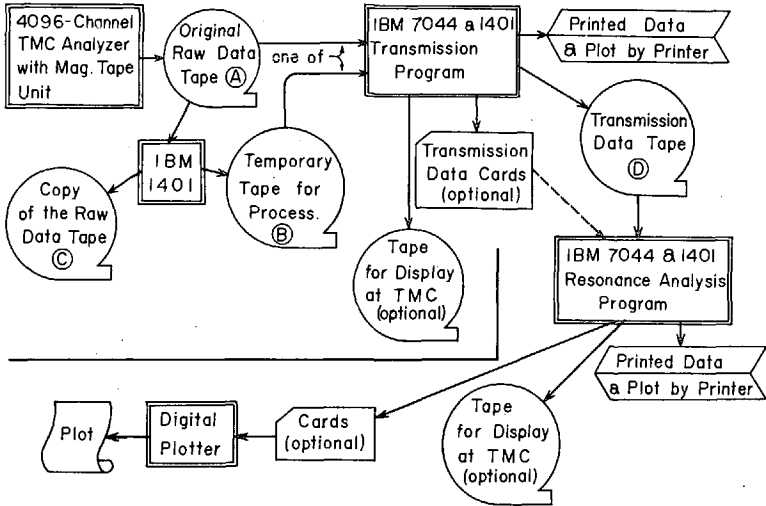 4096-Channel
TMC Analyzer
with Mag. Tape
Unit
Original
Raw Data
Tape Ⓐ
one of
IBM 7044 & 1401
Transmission
Program
Printed Data
& Plot by Printer
IBM
1401
Copy
of the Raw
Data Tape
Ⓒ
Temporary
Tape for
Process.
Ⓑ
Transmission
Data Cards
(optional)
Transmission
Data Tape
Ⓓ
Tape
for Display
at TMC
(optional)
IBM 7044 & 1401
Resonance Analysis
Program
Printed Data
& Plot by Printer
Tape
for Display
at TMC
(optional)
Cards
(optional)
Digital
Plotter
Plot